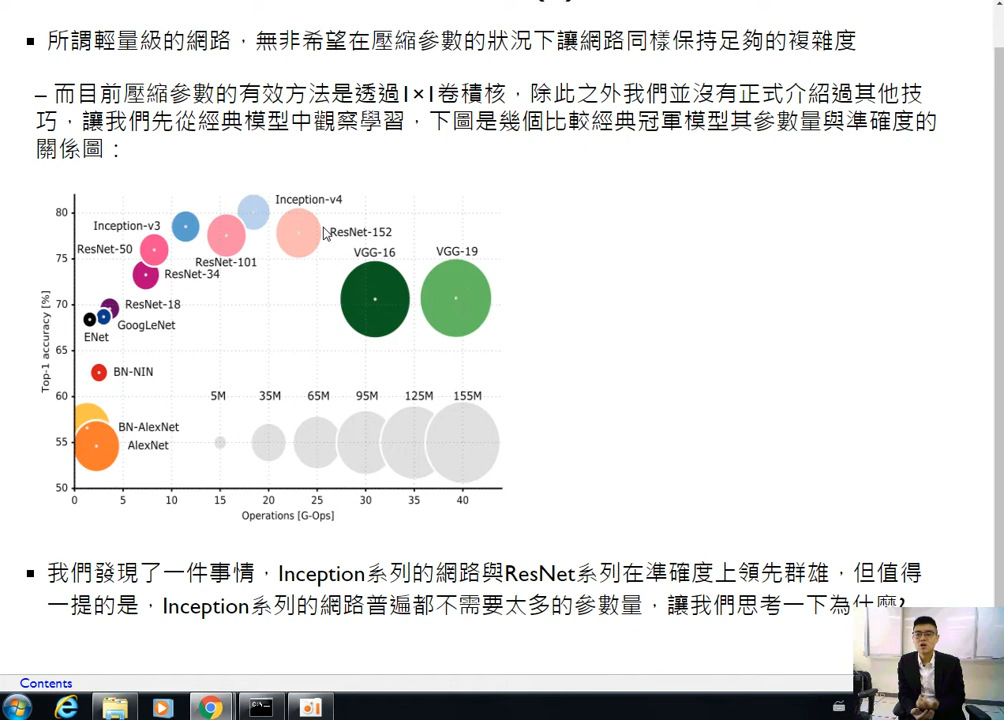 所謂輕量級的網路，無非希望在壓縮參數的狀況下讓網路同樣保持足夠的複雜度
– 而目前壓縮參數的有效方法是透過1×1卷積核，除此之外我們並沒有正式介紹過其他技
巧，讓我們先從經典模型中觀察學習，下圖是幾個比較經典冠軍模型其參數量與準確度的
關係圖：
Inception-v4
Inception-v3
ResNet-152
ResNet-50
VGG-16
VGG-19
ResNet-101
ResNet-34
ResNet-18
GoogLeNet
ENet
BN-NIN
5M 35M 65M 95M 125M 155M
BN-AlexNet
AlexNet
Top-1 accuracy [%]
80
75
70
65
60
55
50
0 5 10 15 20 25 30 35 40
Operations [G-Ops]
我們發現了一件事情，Inception系列的網路與ResNet系列在準確度上領先群雄，但值得
一提的是，Inception系列的網路普遍都不需要太多的參數量，讓我們思考一下為什麼?
Contents